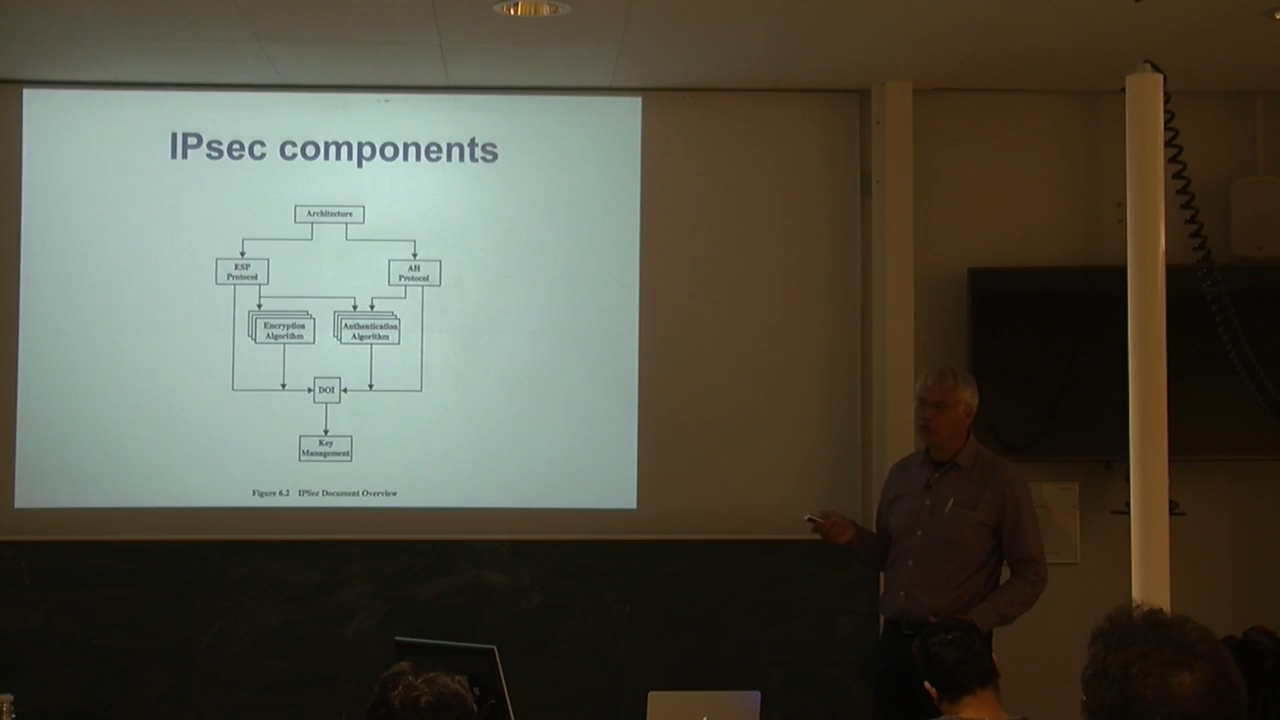 IPsec components
Architecture
ESP
Protocol
AH
Protocol
Encryption
Algorithm
Authentication
Algorithm
DOI
Key
Management
Figure 6.2 IPSec Document Overview